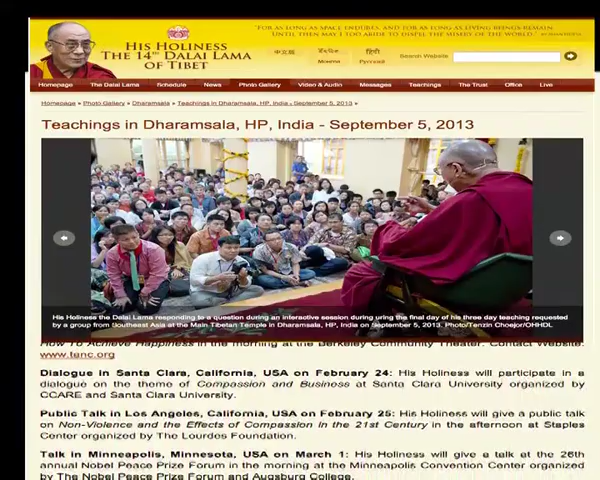 "FOR AS LONG AS SPACE ENDURES, AND FOR AS LONG AS LIVING BEINGS REMAIN,
UNTIL THEN MAY I TOO ABIDE TO DISPEL THE MISERY OF THE WORLD."
HIS HOLINESS
THE 14TH DALAI LAMA
OF TIBET
中文版 हिंदी
Монгол Русский
Search Website
Homepage The Dalai Lama Schedule News Photo Gallery Video & Audio Messages Teachings The Trust Office Live
Homepage » Photo Gallery » Dharamsala » Teachings in Dharamsala, HP, India - September 5, 2013 »
Teachings in Dharamsala, HP, India - September 5, 2013
His Holiness the Dalai Lama responding to a question during an interactive session during uring the final day of his three day teaching requested
by a group from Southeast Asia at the Main Tibetan Temple in Dharamsala, HP, India on September 5, 2013. Photo/Tenzin Choejor/OHHDL
How To Achieve Happiness in the morning at the Berkeley Community Theater. Contact Website:
www.tanc.org
Dialogue in Santa Clara, California, USA on February 24: His Holiness will participate in a
dialogue on the theme of Compassion and Business at Santa Clara University organized by
CCARE and Santa Clara University.
Public Talk in Los Angeles, California, USA on February 25: His Holiness will give a public talk
on Non-Violence and the Effects of Compassion in the 21st Century in the afternoon at Staples
Center organized by The Lourdes Foundation.
Talk in Minneapolis, Minnesota, USA on March 1: His Holiness will give a talk at the 26th
annual Nobel Peace Prize Forum in the morning at the Minneapolis Convention Center organized
by The Nobel Peace Prize Forum and Augsburg College.